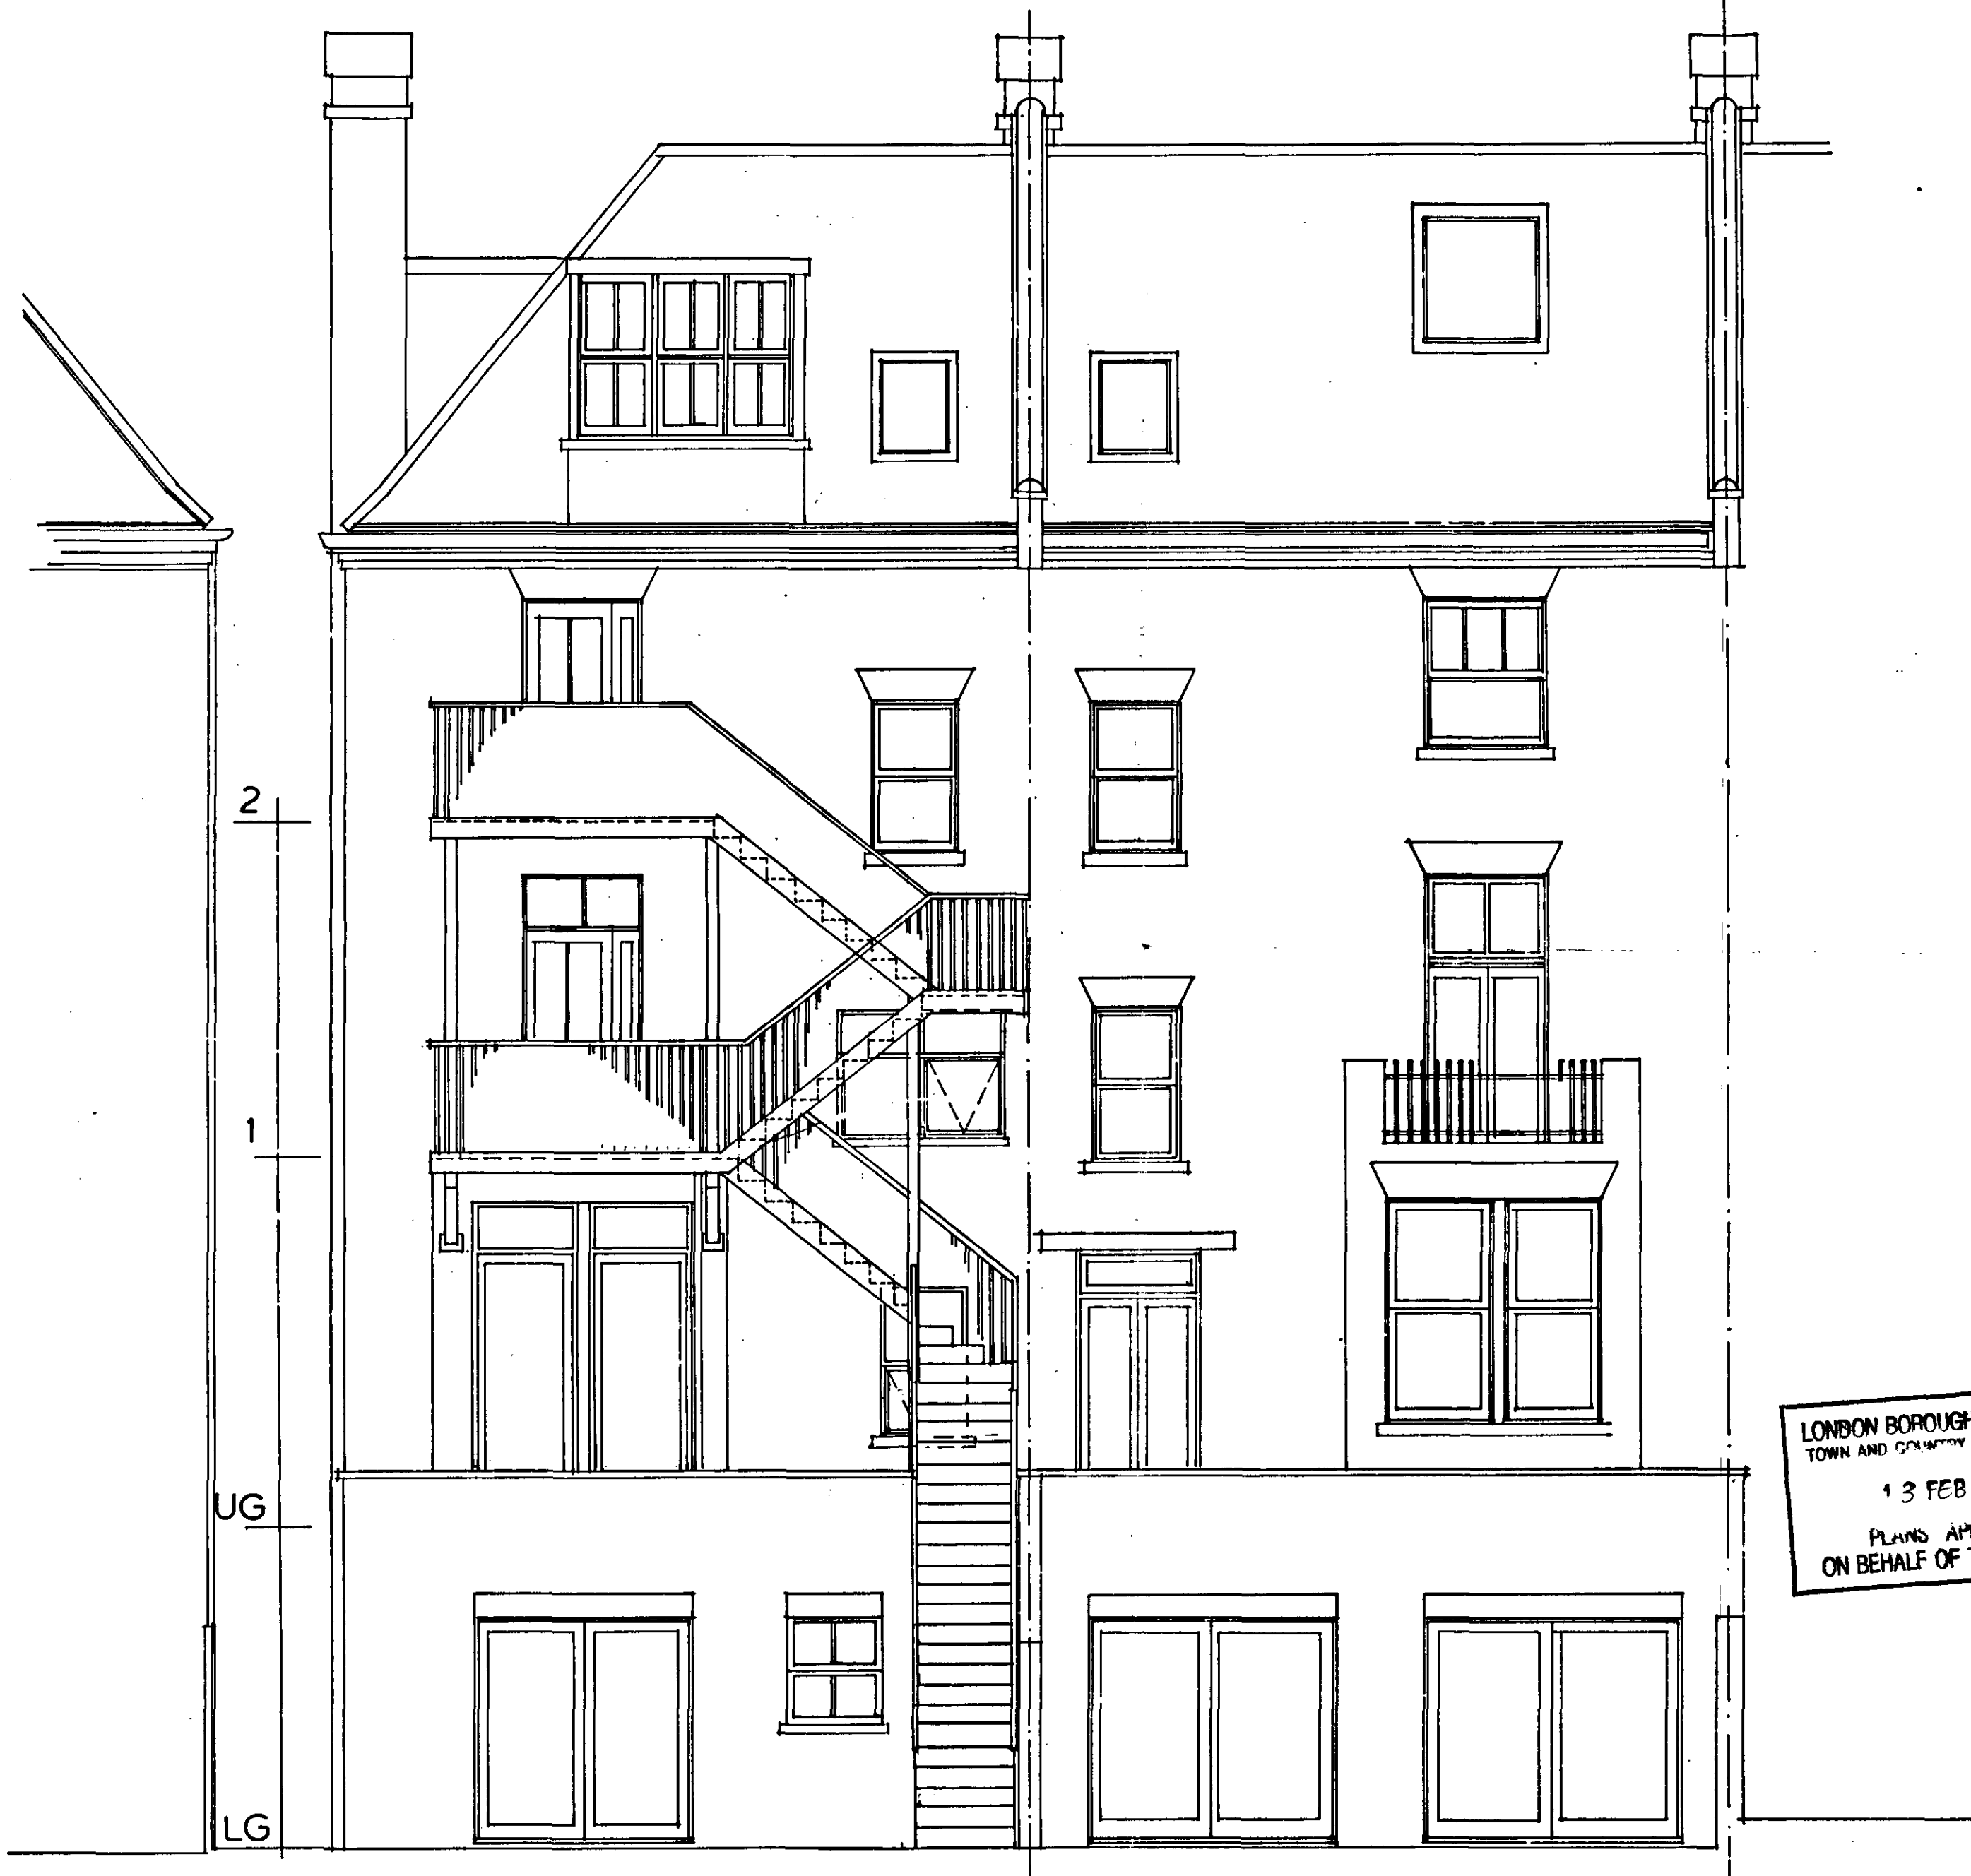 2
1
UG
LG
LONDON BOROUGH
TOWN AND COUNTRY
13 FEB
PLANS
ON BEHALF OF